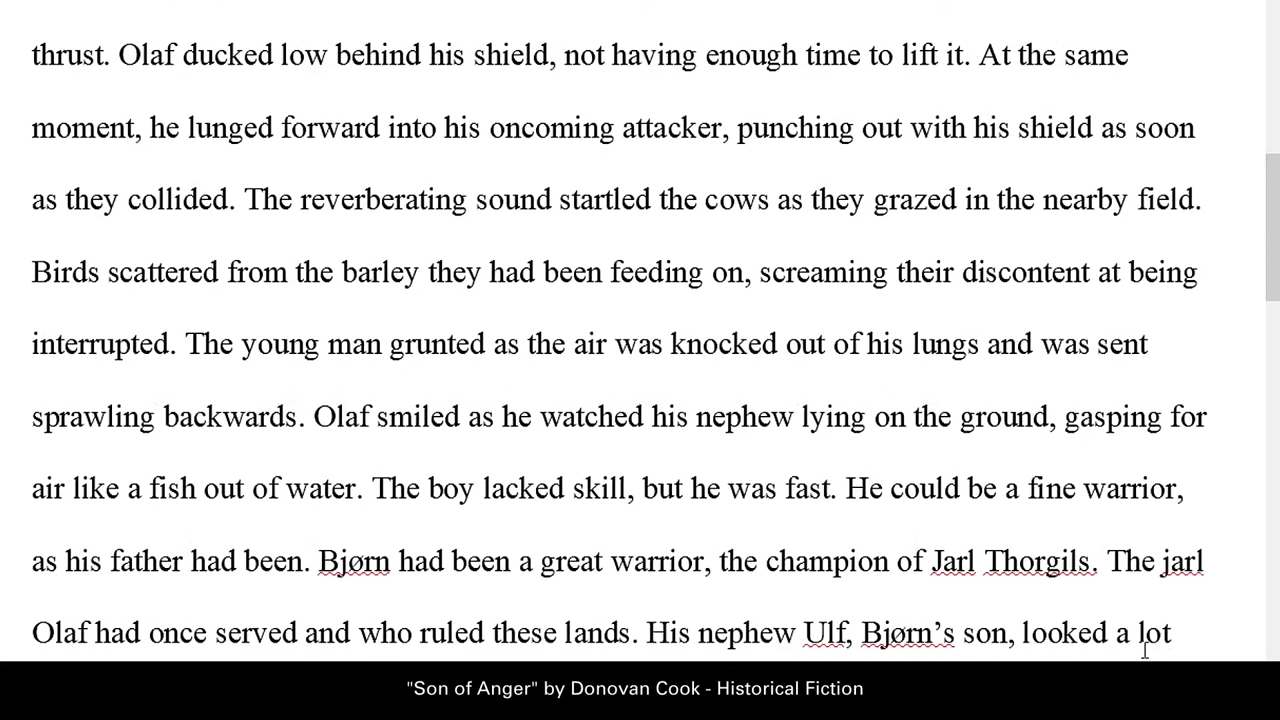 thrust. Olaf ducked low behind his shield, not having enough time to lift it. At the same
moment, he lunged forward into his oncoming attacker, punching out with his shield as soon
as they collided. The reverberating sound startled the cows as they grazed in the nearby field.
Birds scattered from the barley they had been feeding on, screaming their discontent at being
interrupted. The young man grunted as the air was knocked out of his lungs and was sent
sprawling backwards. Olaf smiled as he watched his nephew lying on the ground, gasping for
air like a fish out of water. The boy lacked skill, but he was fast. He could be a fine warrior,
as his father had been. Bjørn had been a great warrior, the champion of Jarl Thorgils. The jarl
Olaf had once served and who ruled these lands. His nephew Ulf, Bjørn’s son, looked a lot
"Son of Anger" by Donovan Cook - Historical Fiction